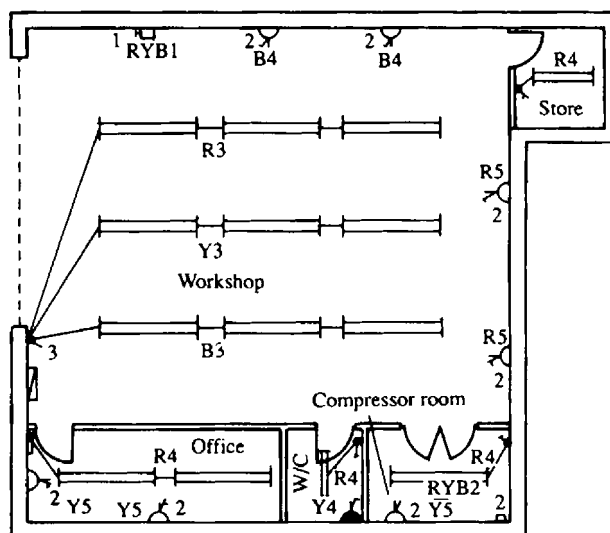 1 RYB1
2 B4
2 B4
R4
Store
R3
R5
2
Y3
Workshop
3
B3
R5
2
Compressor room
Office
R4
W/C
R4
R4
RYB2
2 Y5
Y5 2
Y4
2 Y5
2